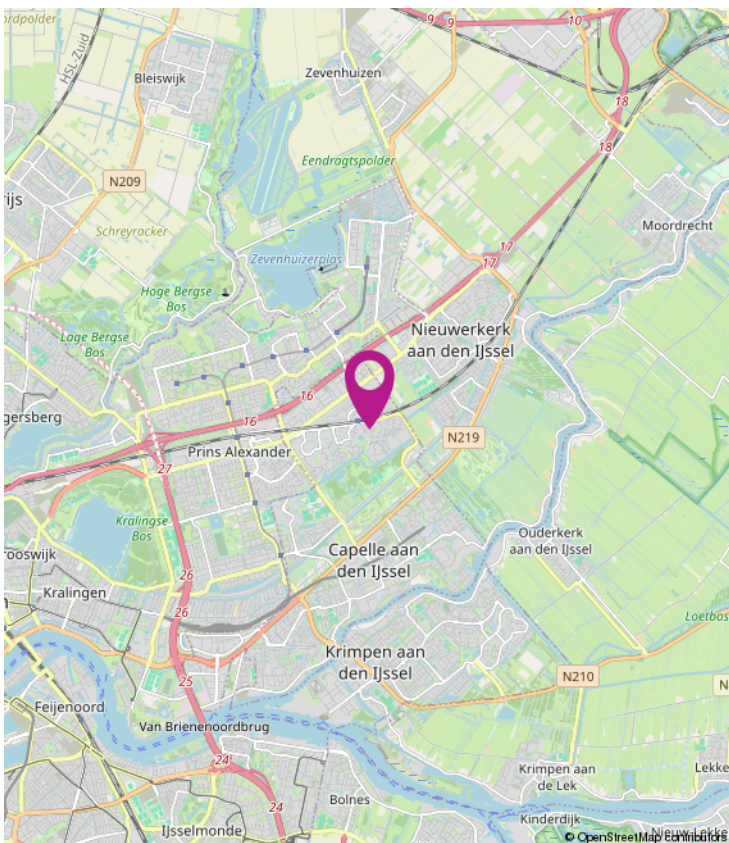 ordpolder
HSL-Zuid
9
9
10
Bleiswijk
Zevenhuizen
18
18
Eendragtspolder
N209
rijs
Schreyracker
Moordrecht
17
17
Zevenhuizerplas
Hoge Bergse
Bos
Nieuwerkerk
aan den IJssel
Lage Bergse
Bos
16
16
gersberg
N219
Prins Alexander
27
Kralingse
Bos
Ouderkerk
aan den IJssel
rooswijk
Capelle aan
den IJssel
26
Kralingen
26
Loetbos
Krimpen aan
den IJssel
25
N210
N
Feijenoord
Van Brienenoordbrug
24
Krimpen aan
de Lek
Lekke
24
Bolnes
Kinderdijk
IJsselmonde
Nieuw-Lekke
© OpenStreetMap contributors